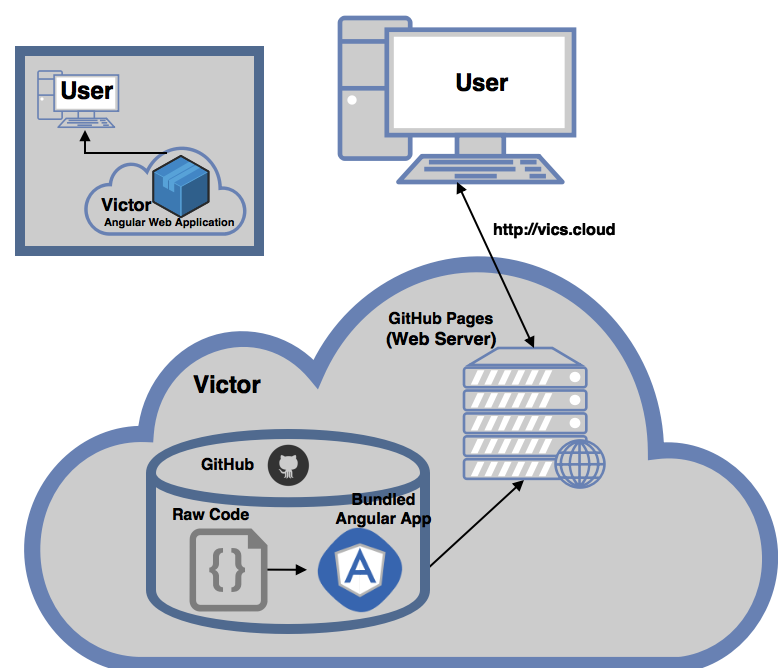 User
Victor
Angular Web Application
User
http://vics.cloud
GitHub Pages
(Web Server)
Victor
GitHub
Bundled
Angular App
Raw Code
{}
A